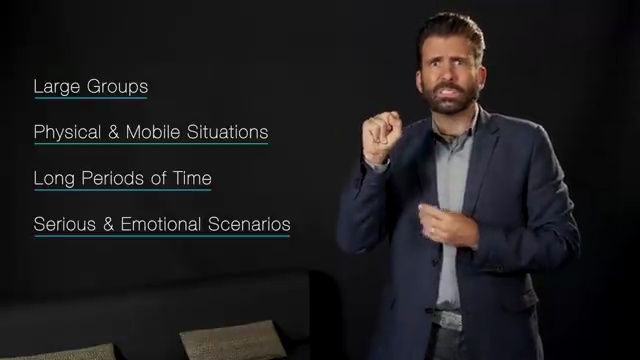 Large Groups
Physical & Mobile Situations
Long Periods of Time
Serious & Emotional Scenarios